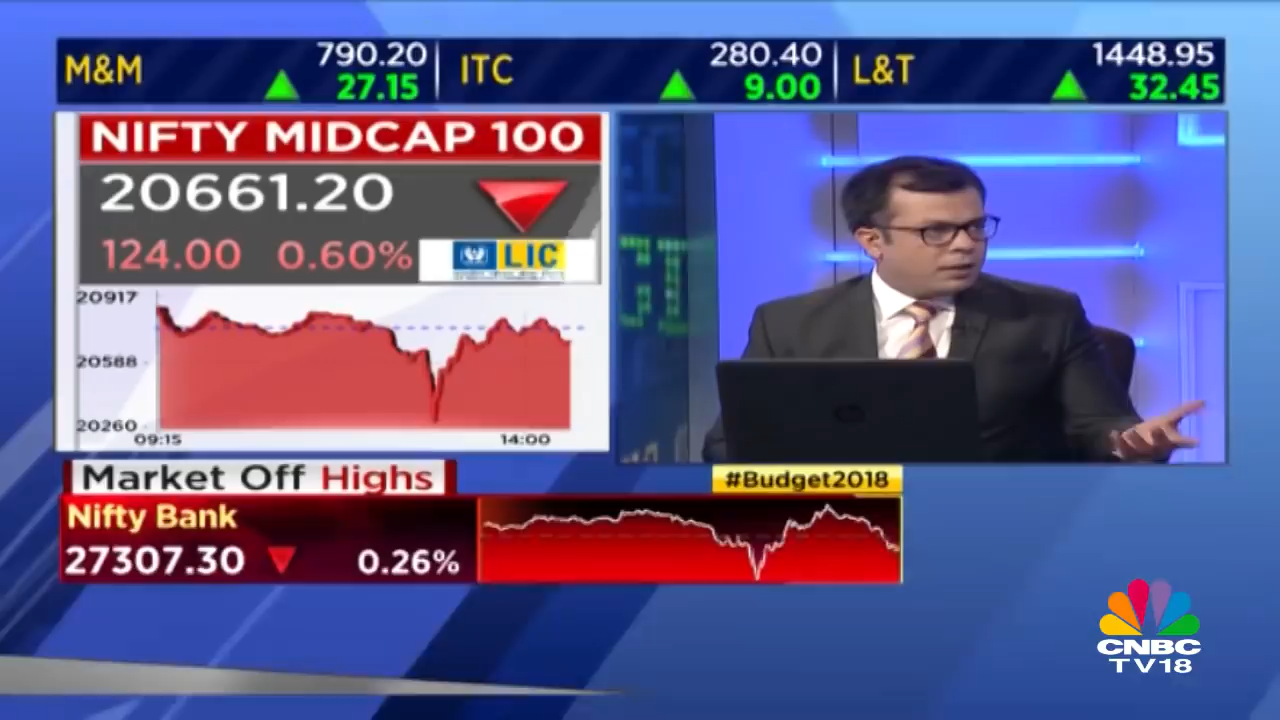 M&M 790.20 27.15
ITC 280.40 9.00
L&T 1448.95 32.45
NIFTY MIDCAP 100
20661.20
124.00 0.60%
LIC
20917
20588
20260
09:15 14:00
Market Off Highs
#Budget2018
Nifty Bank
27307.30 0.26%
CNBC
TV18